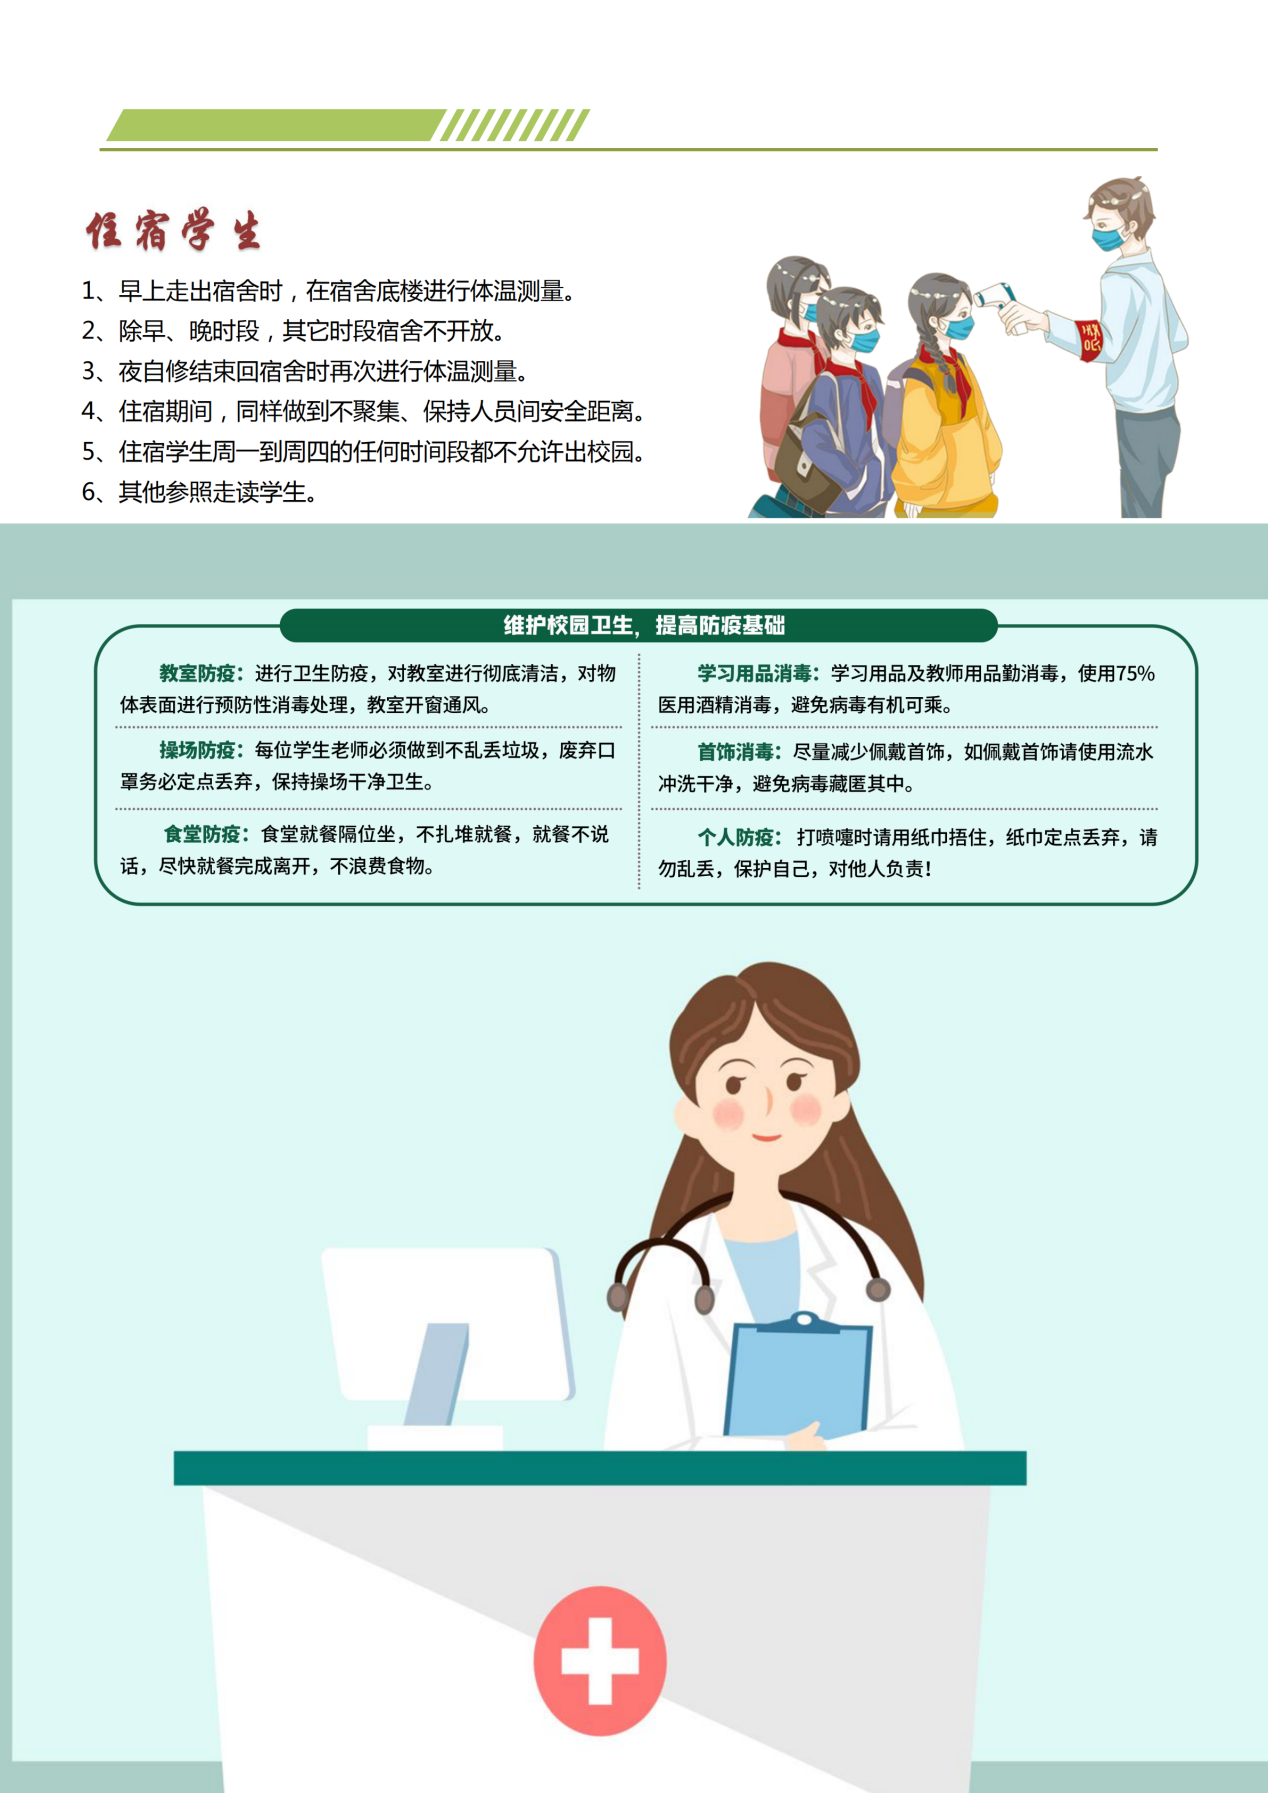 住宿学生
1、早上走出宿舍时，在宿舍底楼进行体温测量。
2、除早、晚时段，其它时段宿舍不开放。
3、夜自修结束回宿舍时再次进行体温测量。
4、住宿期间，同样做到不聚集、保持人员间安全距离。
5、住宿学生周一到周四的任何时间段都不允许出校园。
6、其他参照走读学生。
维护校园卫生，提高防疫基础
教室防疫：进行卫生防疫，对教室进行彻底清洁，对物
体表面进行预防性消毒处理，教室开窗通风。
操场防疫：每位学生老师必须做到不乱丢垃圾，废弃口
罩务必定点丢弃，保持操场干净卫生。
食堂防疫：食堂就餐隔位坐，不扎堆就餐，就餐不说
话，尽快就餐完成离开，不浪费食物。
学习用品消毒：学习用品及教师用品勤消毒，使用75%
医用酒精消毒，避免病毒有机可乘。
首饰消毒：尽量减少佩戴首饰，如佩戴首饰请使用流水
冲洗干净，避免病毒藏匿其中。
个人防疫： 打喷嚏时请用纸巾捂住，纸巾定点丢弃，请
勿乱丢，保护自己，对他人负责！